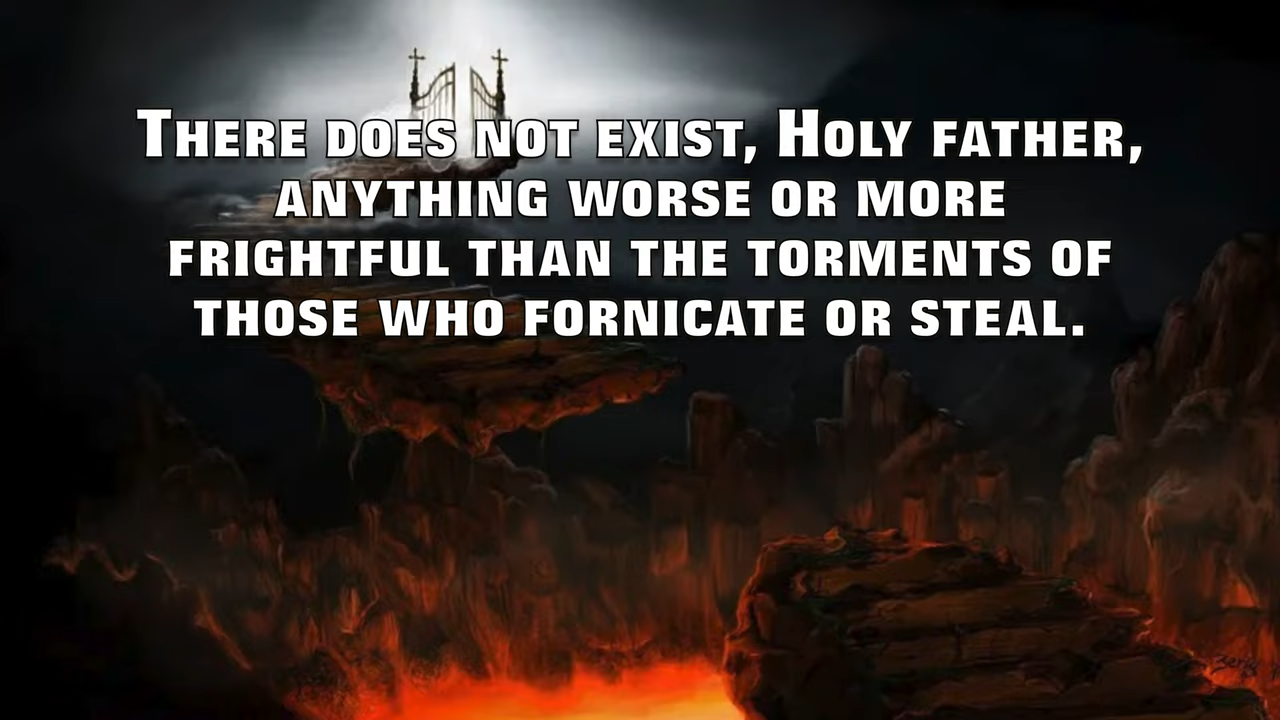 There does not exist, Holy father,
anything worse or more
frightful than the torments of
those who fornicate or steal.